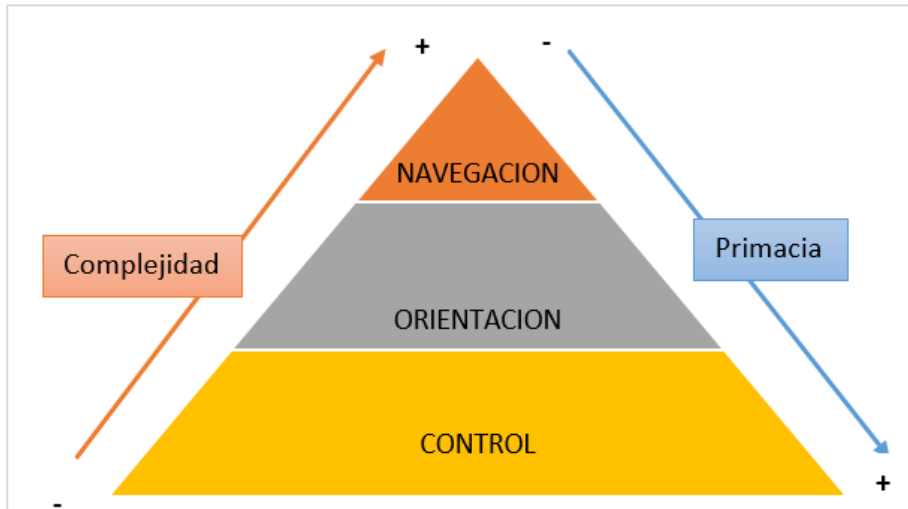 +
-
NAVEGACION
Complejidad
Primacia
ORIENTACION
CONTROL
-
+